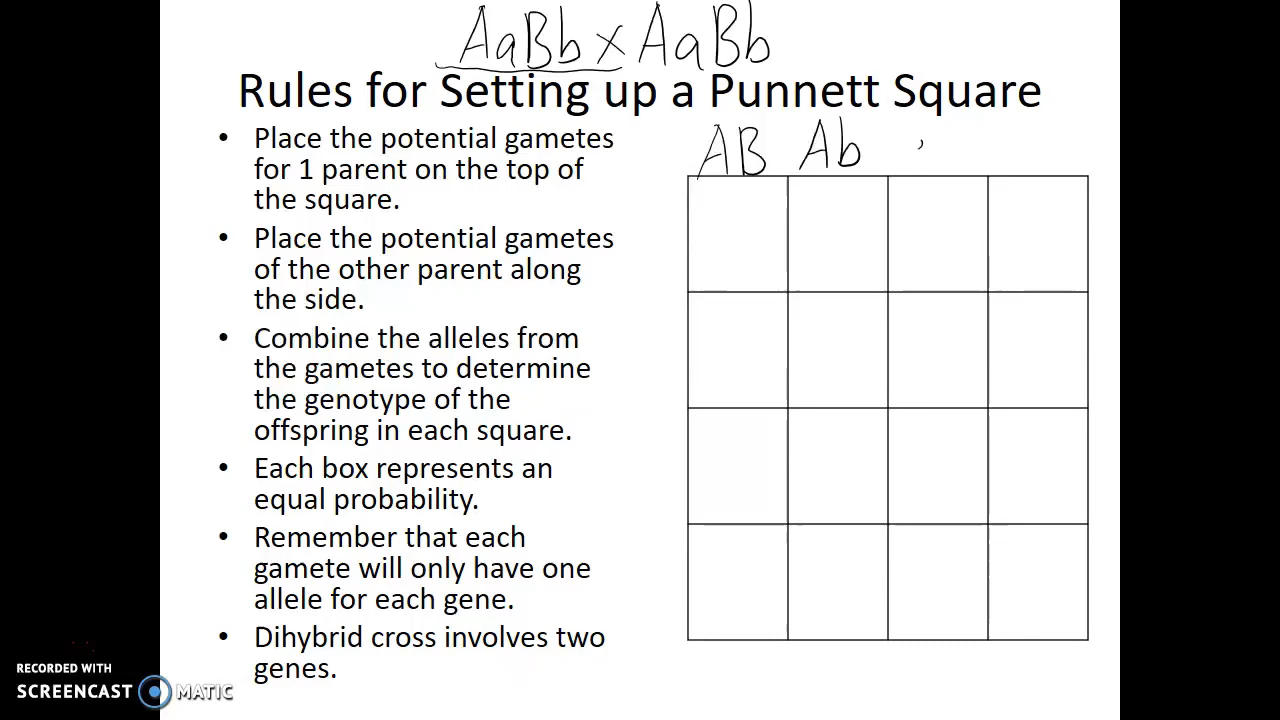 AaBb x AaBb
Rules for Setting up a Punnett Square
AB Ab
• Place the potential gametes
for 1 parent on the top of
the square.
• Place the potential gametes
of the other parent along
the side.
• Combine the alleles from
the gametes to determine
the genotype of the
offspring in each square.
• Each box represents an
equal probability.
• Remember that each
gamete will only have one
allele for each gene.
• Dihybrid cross involves two
genes.
RECORDED WITH
SCREENCAST MATIC